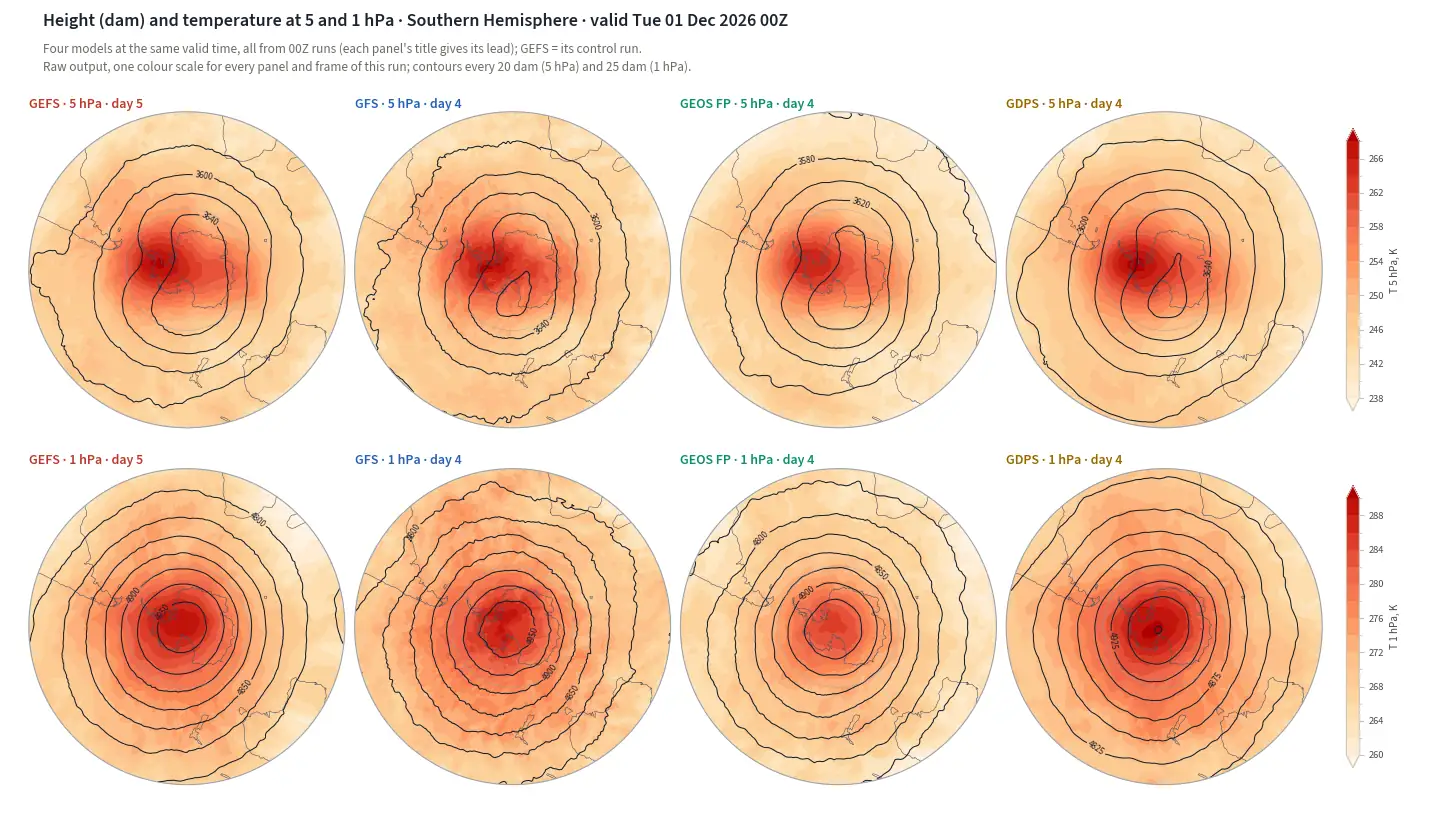 Height (dam) and temperature at 5 and 1 hPa · Southern Hemisphere · valid Tue 01 Dec 2026 00Z
Four models at the same valid time, all from 00Z runs (each panel's title gives its lead); GEFS = its control run.
Raw output, one colour scale for every panel and frame of this run; contours every 20 dam (5 hPa) and 25 dam (1 hPa).
GEFS · 5 hPa · day 5
GFS · 5 hPa · day 4
GEOS FP · 5 hPa · day 4
GDPS · 5 hPa · day 4
3600
3640
3600
3640
3580
3620
3600
3640
266
262
258
254
250
246
242
238
T 5 hPa, K
GEFS · 1 hPa · day 5
GFS · 1 hPa · day 4
GEOS FP · 1 hPa · day 4
GDPS · 1 hPa · day 4
4800
4900
4950
4850
4800
4950
4900
4850
4800
4850
4900
4925
4875
4825
288
284
280
276
272
268
264
260
T 1 hPa, K